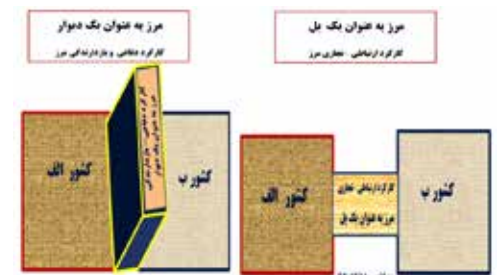 مرز به عنوان یک پل
کارکرد ارتباطی - تجاری مرز
کشور ب
کارکرد ارتباطی تجاری
مرز به عنوان یک پل
کشور الف
مرز به عنوان یک دیوار
کارکرد دفاعی و بازدارندگی مرز
کارکرد دفاعی - بازدارندگی
مرز به عنوان یک دیوار
کشور ب
کشور الف